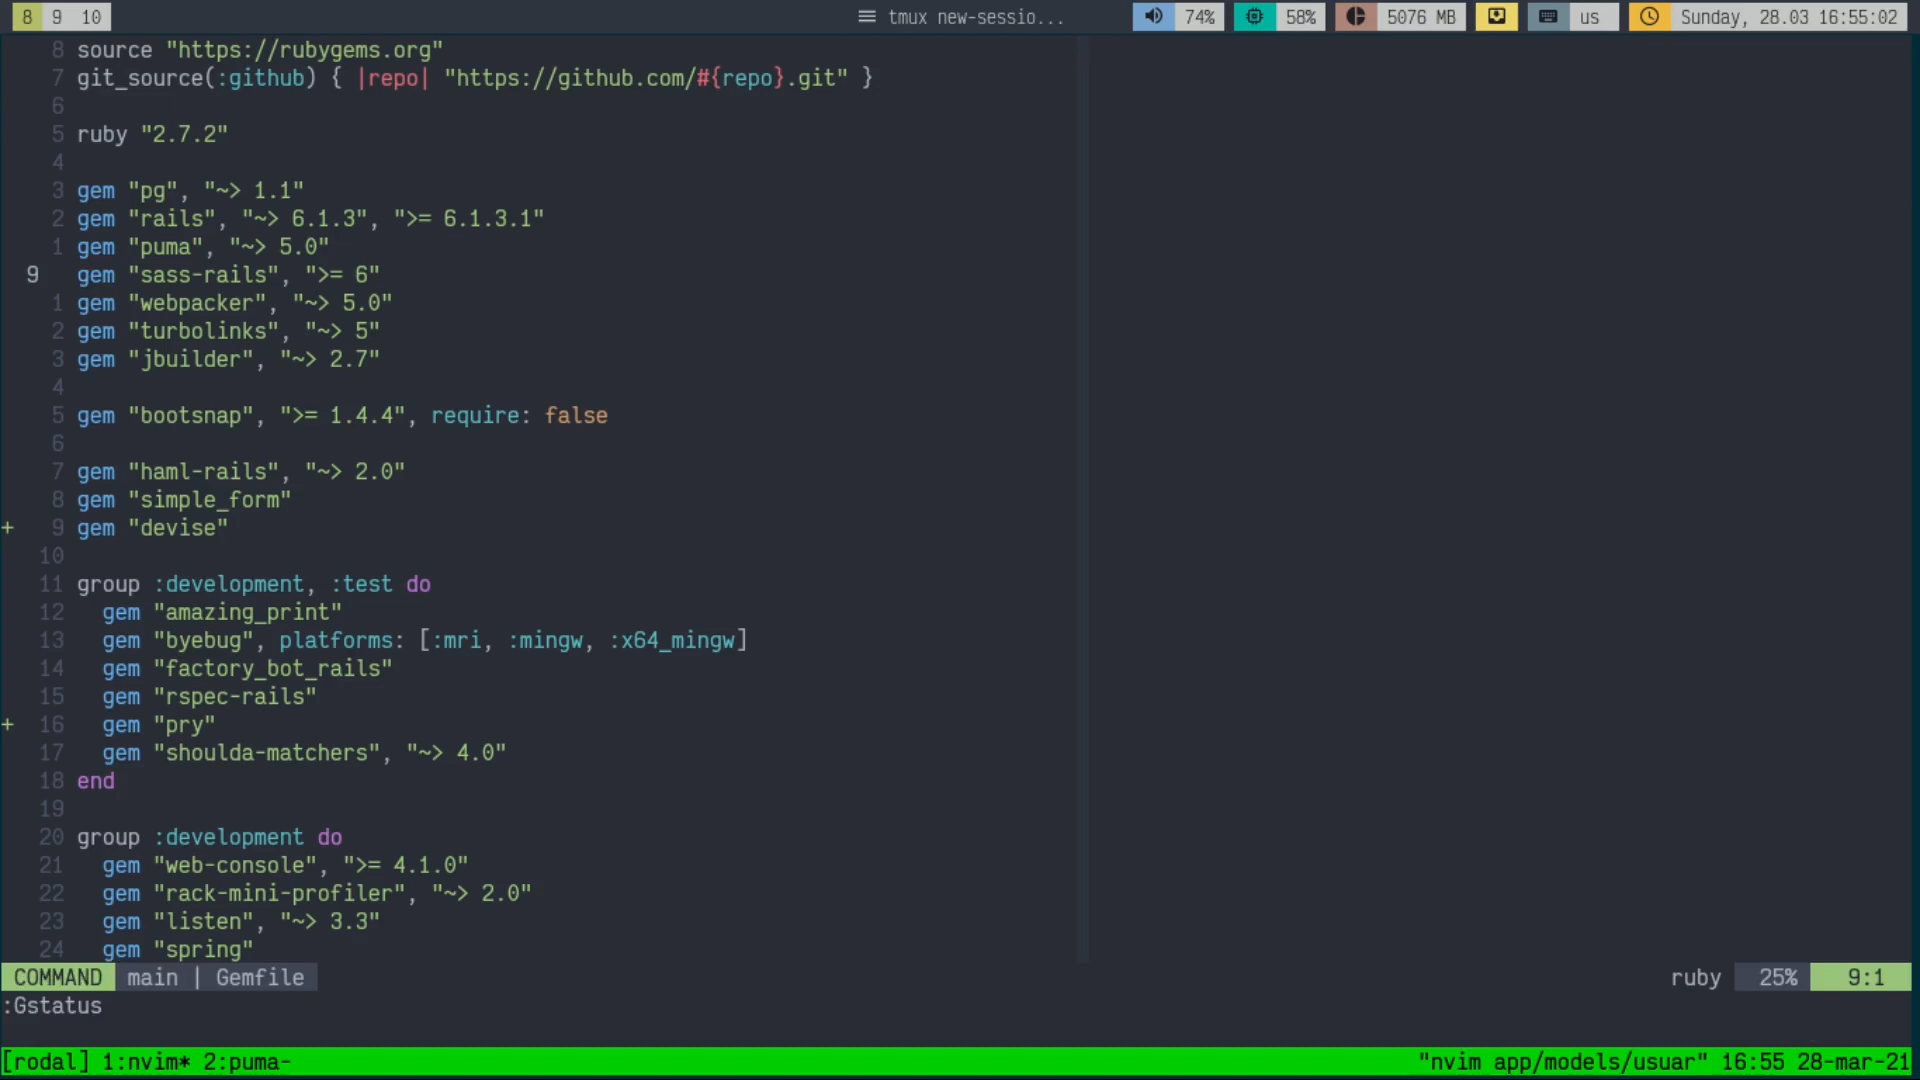 8 9 10 tmux new-sessio... 74% 58% 5076 MB us Sunday, 28.03 16:55:02
8 source "https://rubygems.org"
7 git_source(:github) { |repo| "https://github.com/#{repo}.git" }
6
5 ruby "2.7.2"
4
3 gem "pg", "~> 1.1"
2 gem "rails", "~> 6.1.3", ">= 6.1.3.1"
1 gem "puma", "~> 5.0"
9 gem "sass-rails", ">= 6"
1 gem "webpacker", "~> 5.0"
2 gem "turbolinks", "~> 5"
3 gem "jbuilder", "~> 2.7"
4
5 gem "bootsnap", ">= 1.4.4", require: false
6
7 gem "haml-rails", "~> 2.0"
8 gem "simple_form"
+ 9 gem "devise"
10
11 group :development, :test do
12 gem "amazing_print"
13 gem "byebug", platforms: [:mri, :mingw, :x64_mingw]
14 gem "factory_bot_rails"
15 gem "rspec-rails"
+ 16 gem "pry"
17 gem "shoulda-matchers", "~> 4.0"
18 end
19
20 group :development do
21 gem "web-console", ">= 4.1.0"
22 gem "rack-mini-profiler", "~> 2.0"
23 gem "listen", "~> 3.3"
24 gem "spring"
COMMAND main | Gemfile ruby 25% 9:1
:Gstatus
[rodal] 1:nvim* 2:puma- "nvim app/models/usuar" 16:55 28-mar-21